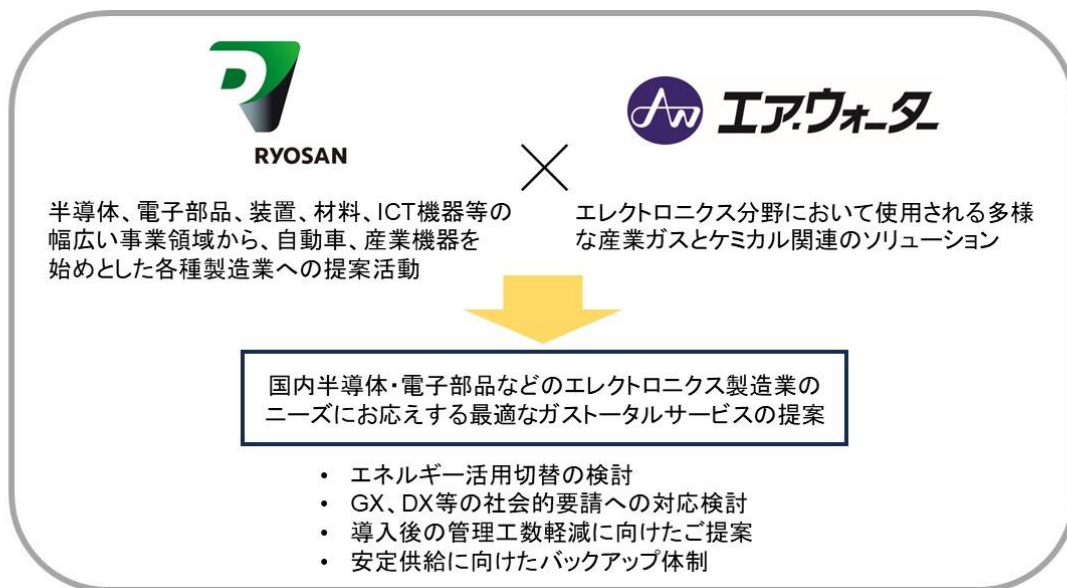 RYOSAN
AW エア・ウォーター
半導体、電子部品、装置、材料、ICT機器等の
幅広い事業領域から、自動車、産業機器を
始めとした各種製造業への提案活動
エレクトロニクス分野において使用される多様
な産業ガスとケミカル関連のソリューション
国内半導体・電子部品などのエレクトロニクス製造業の
ニーズにお応えする最適なガストータルサービスの提案
• エネルギー活用切替の検討
• GX、DX等の社会的要請への対応検討
• 導入後の管理工数軽減に向けたご提案
• 安定供給に向けたバックアップ体制